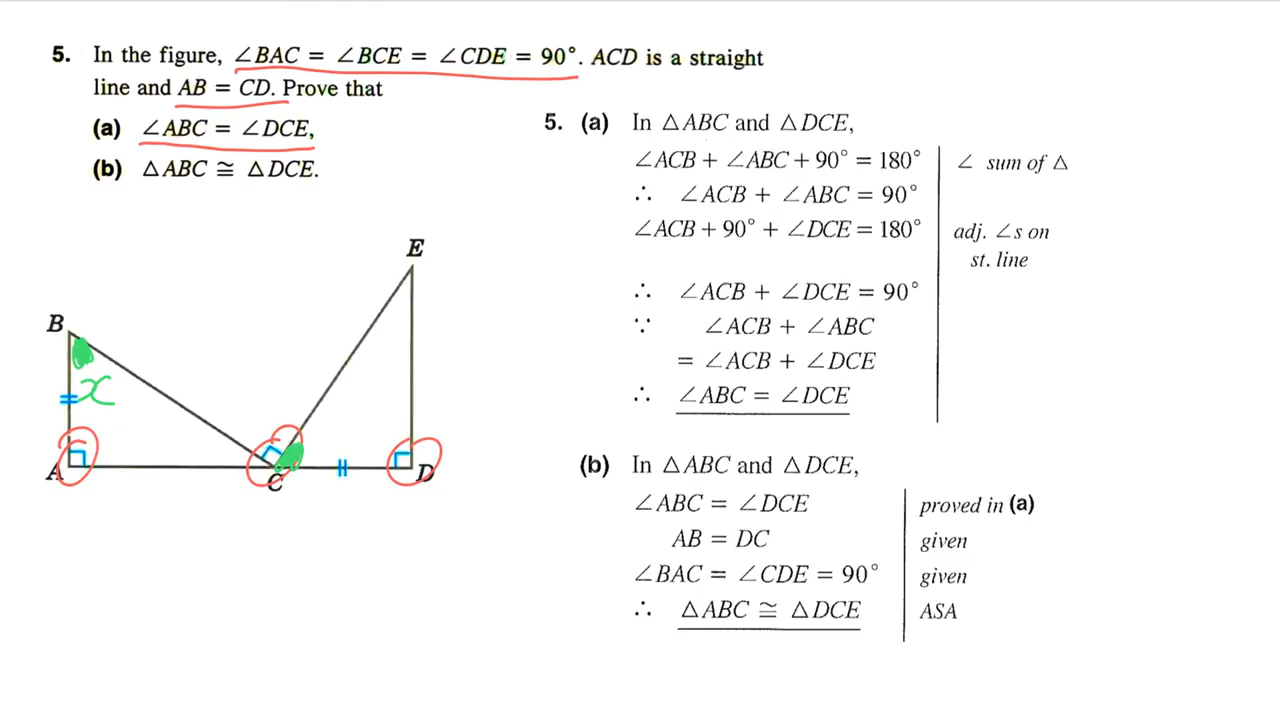 5. In the figure, ∠BAC = ∠BCE = ∠CDE = 90°. ACD is a straight
line and AB = CD. Prove that
(a) ∠ABC = ∠DCE,
(b) △ABC ≅ △DCE.
E
B
x
A
C
D
5. (a) In △ABC and △DCE,
∠ACB + ∠ABC + 90° = 180° ∠ sum of △
∴ ∠ACB + ∠ABC = 90°
∠ACB + 90° + ∠DCE = 180° adj. ∠s on
st. line
∴ ∠ACB + ∠DCE = 90°
∵ ∠ACB + ∠ABC
= ∠ACB + ∠DCE
∴ ∠ABC = ∠DCE
(b) In △ABC and △DCE,
∠ABC = ∠DCE proved in (a)
AB = DC given
∠BAC = ∠CDE = 90° given
∴ △ABC ≅ △DCE ASA